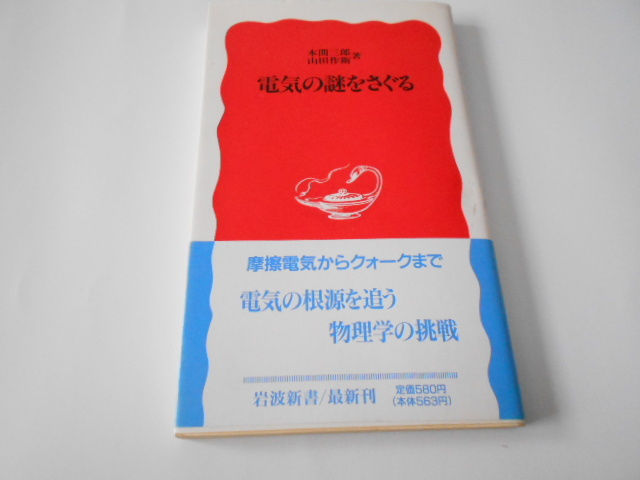 本間三郎
山田作衛 著
電気の謎をさぐる
摩擦電気からクォークまで
電気の根源を追う
物理学の挑戦
岩波新書/最新刊
定価580円
(本体563円)